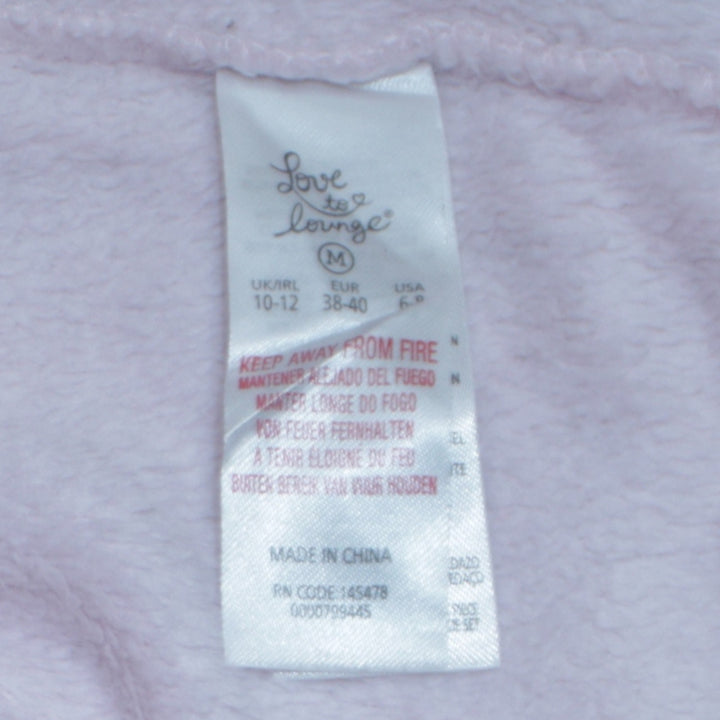 Love
to
lounge®
M
UK/IRL EUR USA
10-12 38-40
KEEP AWAY FROM FIRE
MANTENER ALEJADO DEL FUEGO
MANTER LONGE DO FOGO
VON FEUER FERNHALTEN
A TENIR ELOIGNE DU FEU
BUITEN BEREIK VAN VUUR HOUDEN
MADE IN CHINA
RN CODE 145478
0000799445